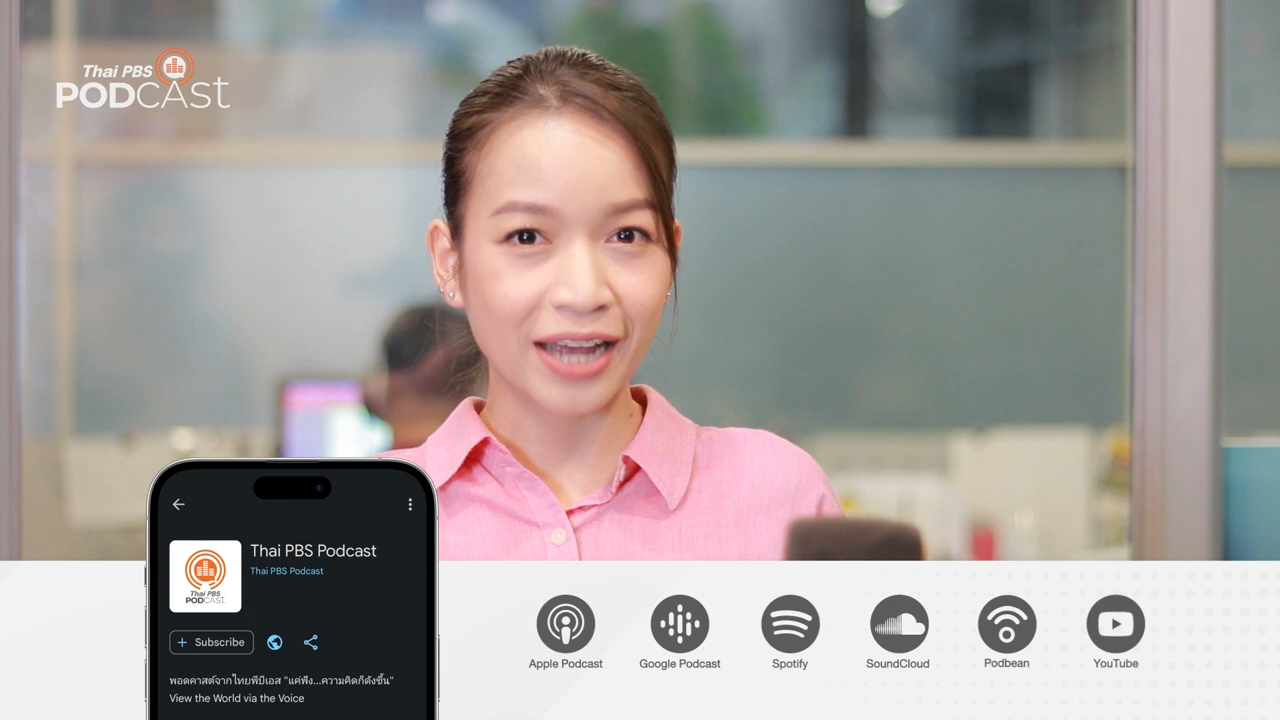 Thai PBS
PODCAST
Thai PBS Podcast
Thai PBS Podcast
Thai PBS
PODCAST
+ Subscribe
พอดคาสต์จากไทยพีบีเอส "แค่ฟัง...ความคิดก็ดังขึ้น"
View the World via the Voice
Apple Podcast
Google Podcast
Spotify
SoundCloud
Podbean
YouTube